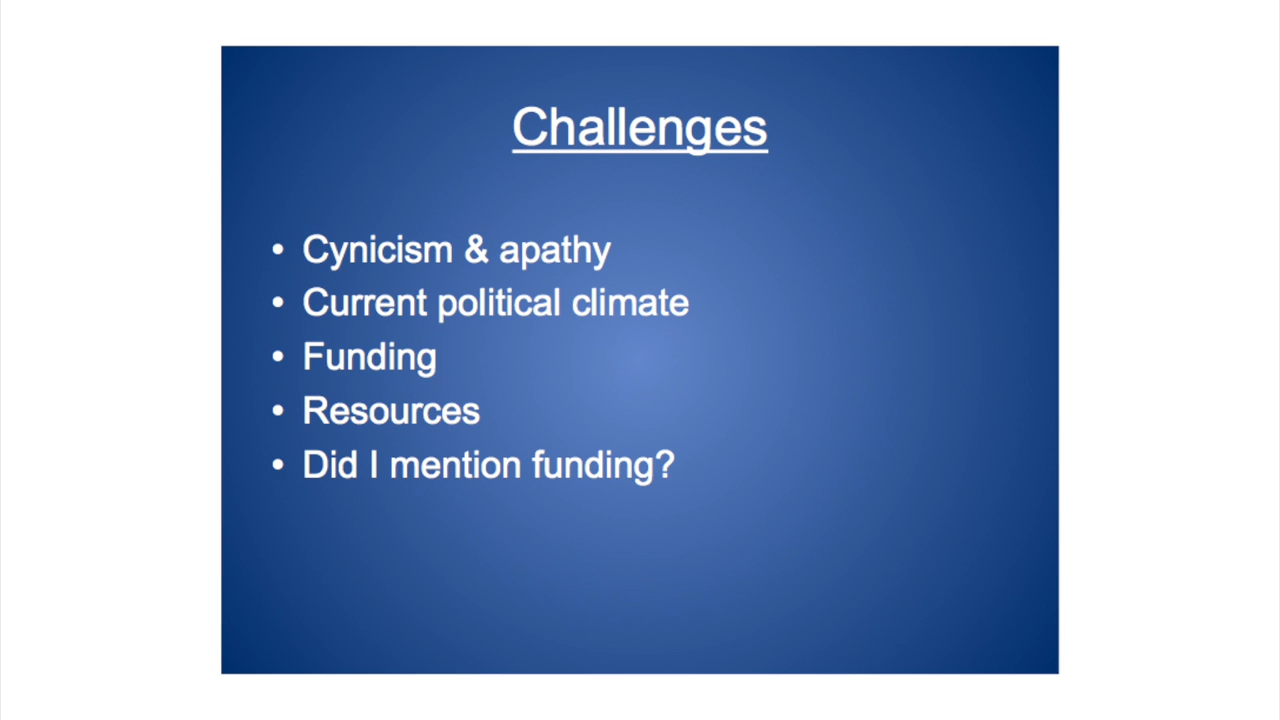 Challenges
• Cynicism & apathy
• Current political climate
• Funding
• Resources
• Did I mention funding?